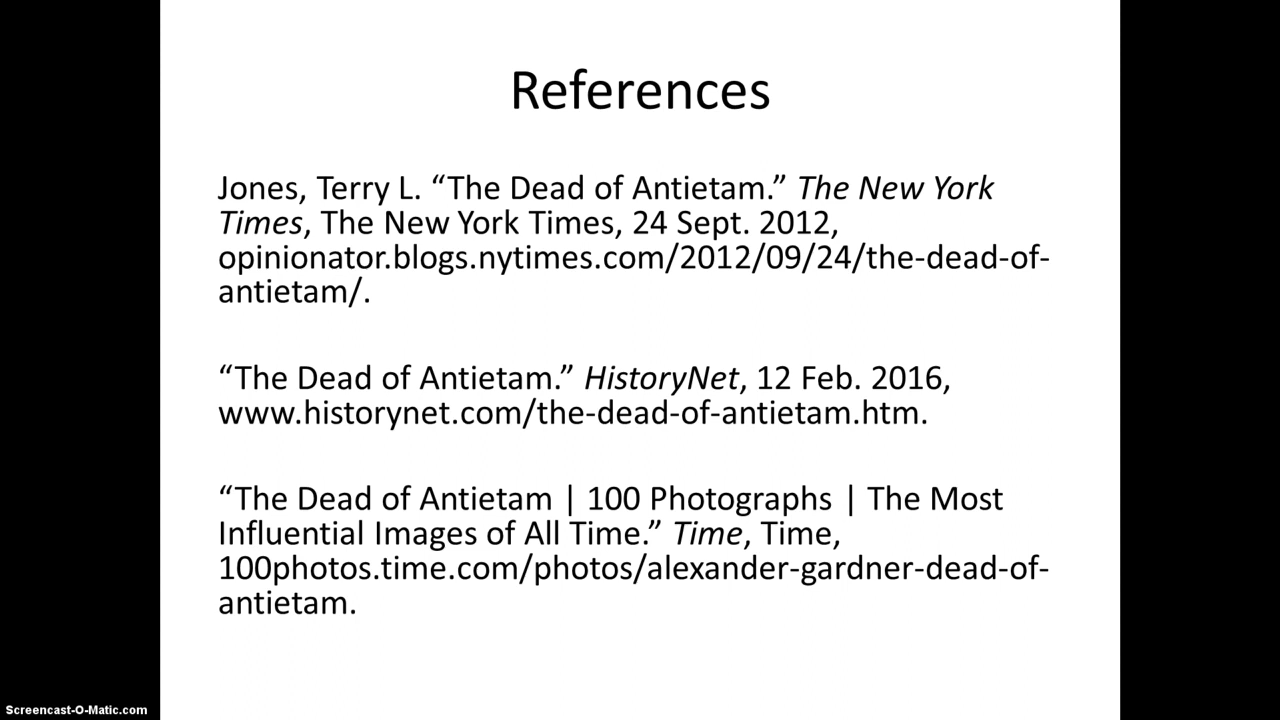 References
Jones, Terry L. “The Dead of Antietam.” The New York
Times, The New York Times, 24 Sept. 2012,
opinionator.blogs.nytimes.com/2012/09/24/the-dead-of-
antietam/.
“The Dead of Antietam.” HistoryNet, 12 Feb. 2016,
www.historynet.com/the-dead-of-antietam.htm.
“The Dead of Antietam | 100 Photographs | The Most
Influential Images of All Time.” Time, Time,
100photos.time.com/photos/alexander-gardner-dead-of-
antietam.
Screencast-O-Matic.com